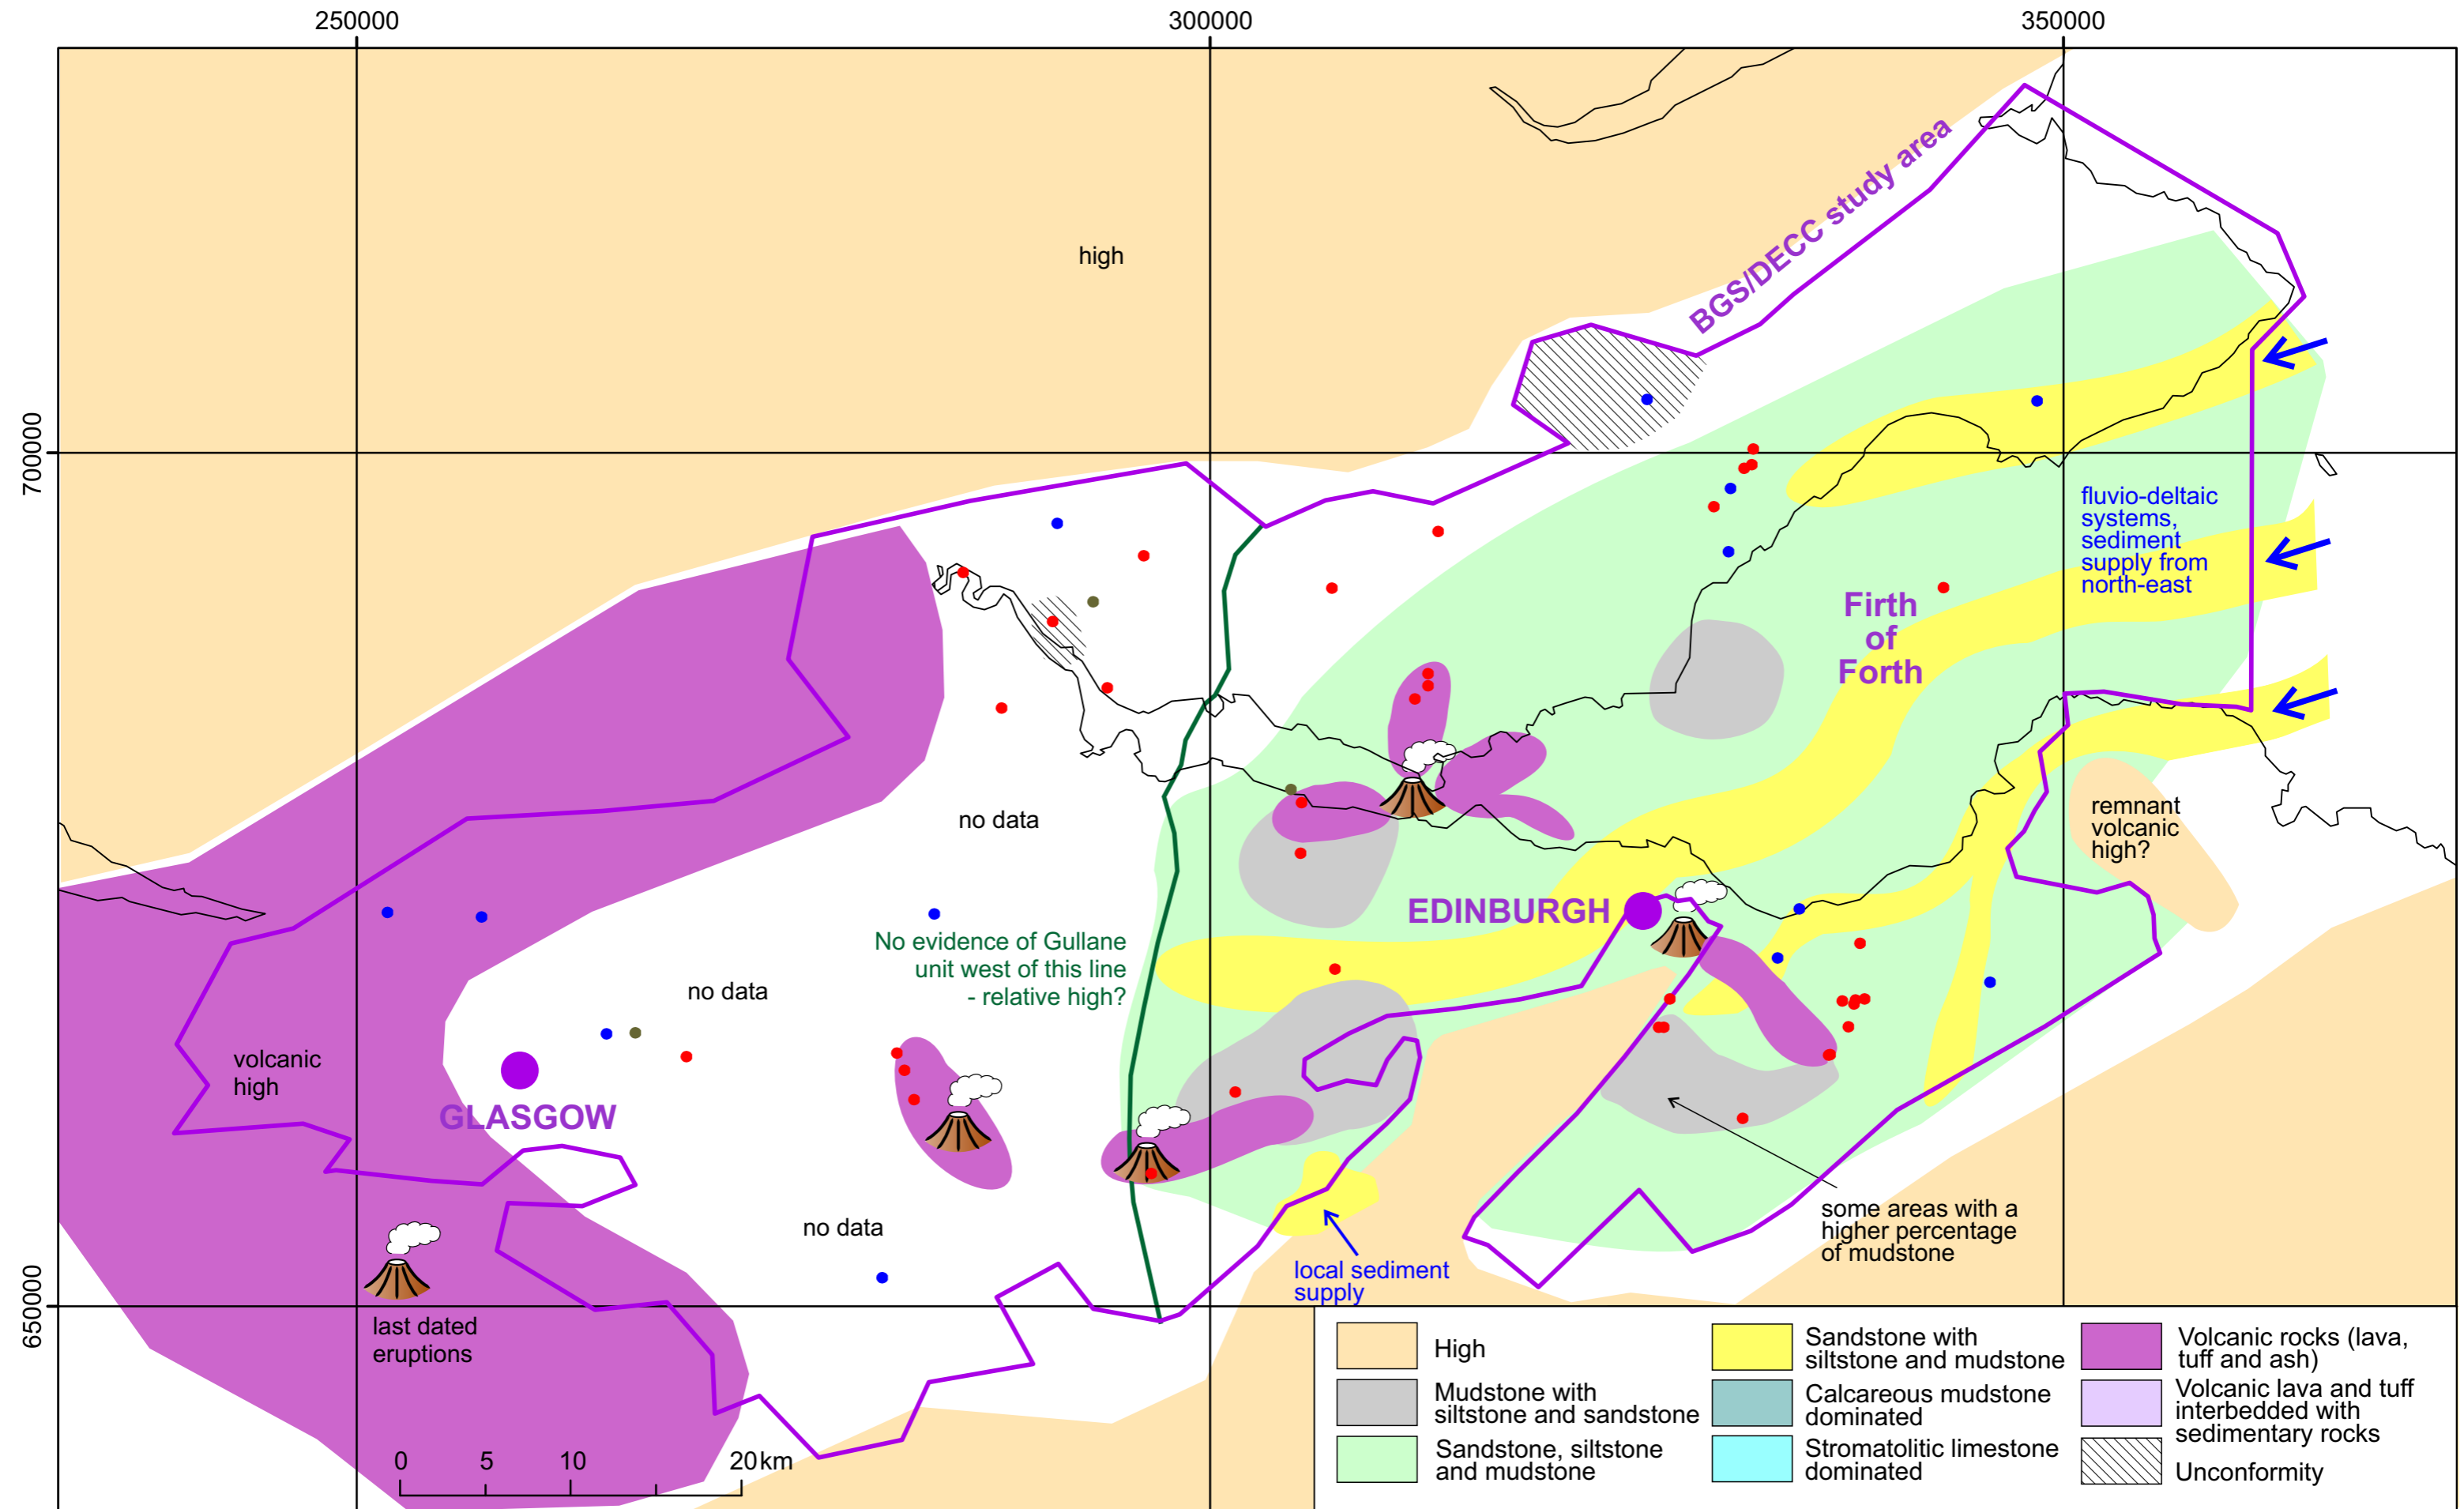 250000
300000
350000
high
BGS/DECC study area
700000
fluvio-deltaic
systems,
sediment
supply from
north-east
Firth
of
Forth
no data
remnant
volcanic
high?
EDINBURGH
No evidence of Gullane
unit west of this line
- relative high?
no data
volcanic
high
GLASGOW
no data
some areas with a
higher percentage
of mudstone
local sediment
supply
650000
last dated
eruptions
0 5 10 20km
High
Mudstone with
siltstone and sandstone
Sandstone, siltstone
and mudstone
Sandstone with
siltstone and mudstone
Calcareous mudstone
dominated
Stromatolitic limestone
dominated
Volcanic rocks (lava,
tuff and ash)
Volcanic lava and tuff
interbedded with
sedimentary rocks
Unconformity